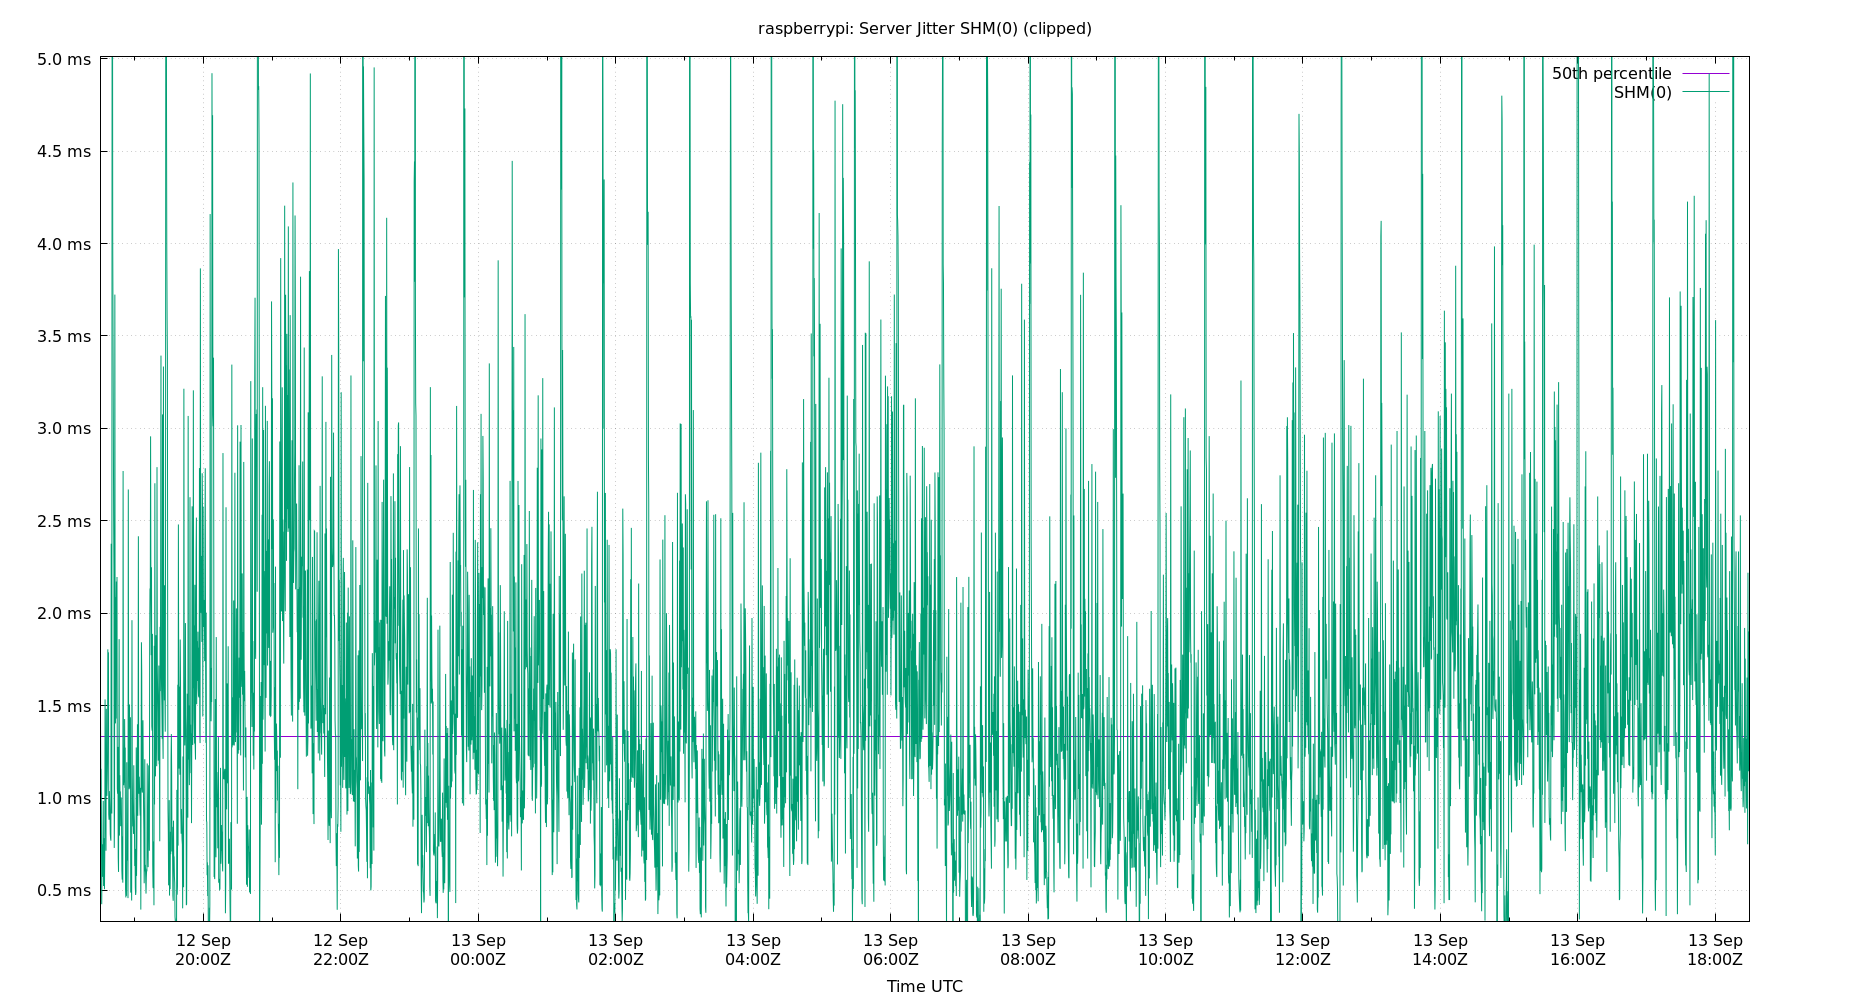 raspberrypi: Server Jitter SHM(0) (clipped)
5.0 ms
4.5 ms
4.0 ms
3.5 ms
3.0 ms
2.5 ms
2.0 ms
1.5 ms
1.0 ms
0.5 ms
50th percentile
SHM(0)
12 Sep 12 Sep 13 Sep 13 Sep 13 Sep 13 Sep 13 Sep 13 Sep 13 Sep 13 Sep 13 Sep 13 Sep
20:00Z 22:00Z 00:00Z 02:00Z 04:00Z 06:00Z 08:00Z 10:00Z 12:00Z 14:00Z 16:00Z 18:00Z
Time UTC